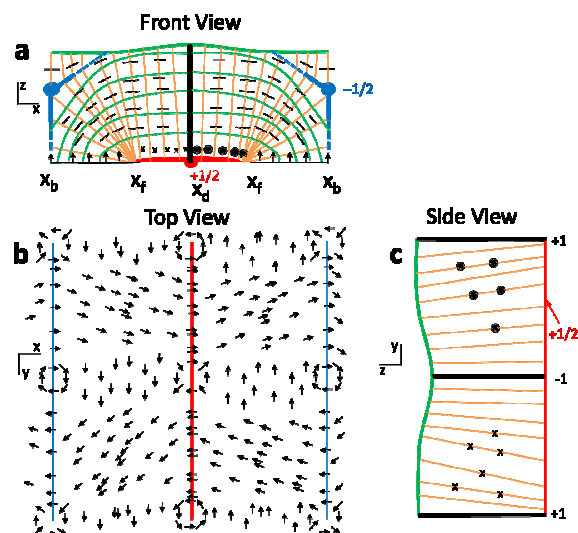 Front View
a
z
x
−1/2
+1/2
x_b x_f x_d x_f x_b
Top View
Side View
b
c
+1
x
y
y
z
+1/2
-1
+1